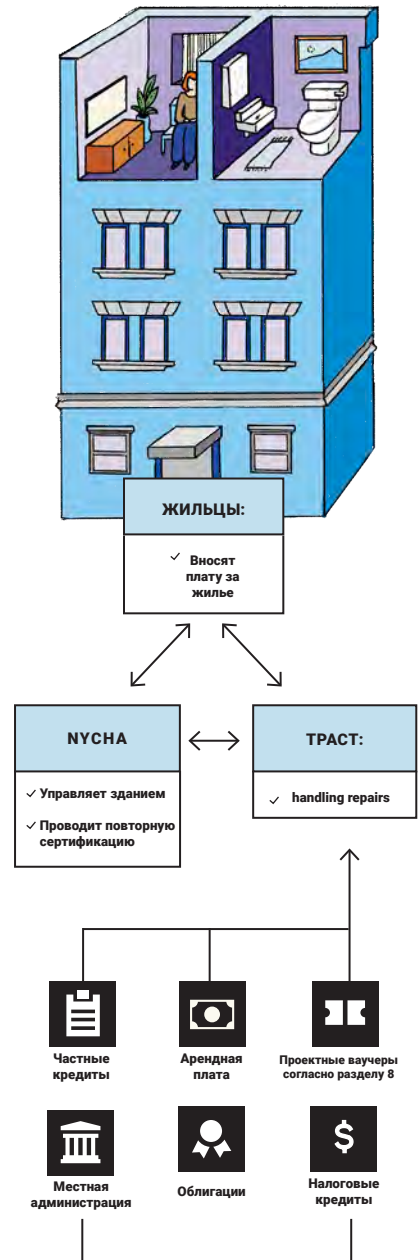 ЖИЛЬЦЫ:
✓ Вносят
плату за
жилье
NYCHA
✓ Управляет зданием
✓ Проводит повторную
сертификацию
ТРАСТ:
✓ handling repairs
Частные
кредиты
Арендная
плата
Проектные ваучеры
согласно разделу 8
Местная
администрация
Облигации
$
Налоговые
кредиты